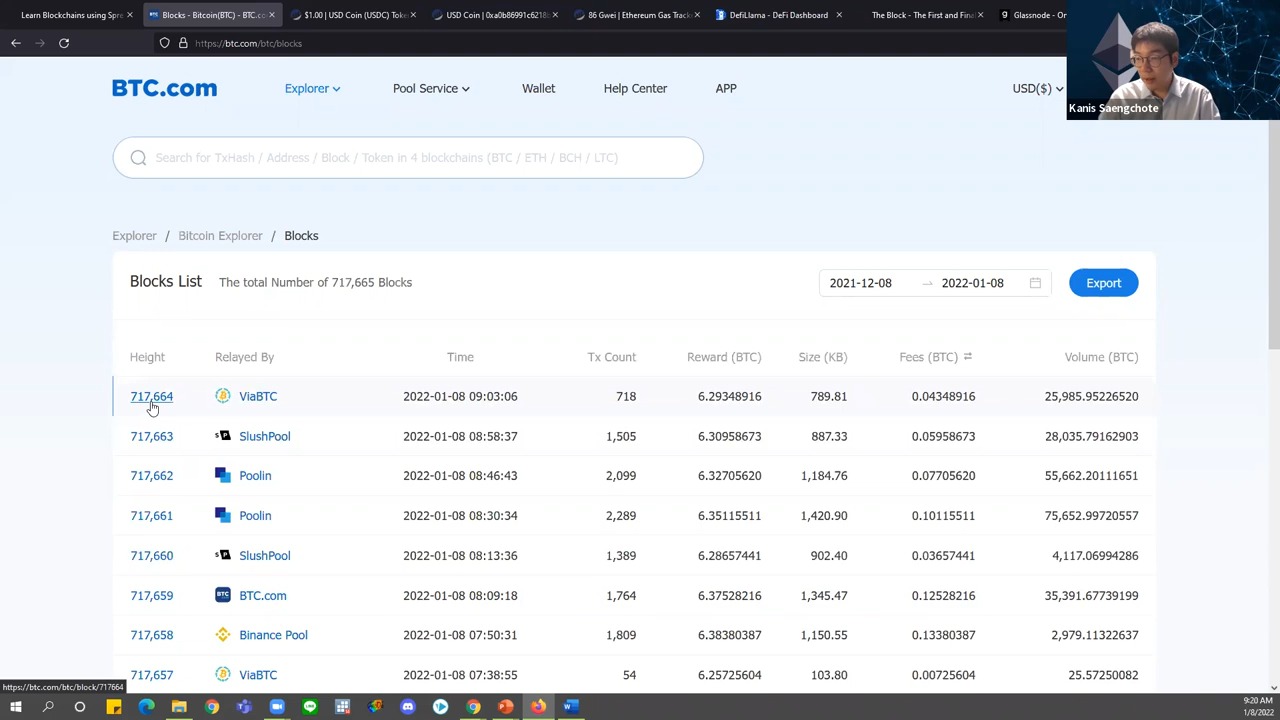 Learn Blockchains using Spre
Blocks - Bitcoin(BTC) - BTC.co
$1.00 | USD Coin (USDC) Toke
USD Coin | 0xa0b86991c6218b
86 Gwei | Ethereum Gas Track
DefiLlama - DeFi Dashboard
The Block - The First and Final
Glassnode - On
https://btc.com/btc/blocks
BTC.com
Explorer
Pool Service
Wallet
Help Center
APP
USD($)
Kanis Saengchote
Search for TxHash / Address / Block / Token in 4 blockchains (BTC / ETH / BCH / LTC)
Explorer / Bitcoin Explorer / Blocks
Blocks List The total Number of 717,665 Blocks
2021-12-08 2022-01-08 Export
Height Relayed By Time Tx Count Reward (BTC) Size (KB) Fees (BTC) Volume (BTC)
717,664 ViaBTC 2022-01-08 09:03:06 718 6.29348916 789.81 0.04348916 25,985.95226520
717,663 SlushPool 2022-01-08 08:58:37 1,505 6.30958673 887.33 0.05958673 28,035.79162903
717,662 Poolin 2022-01-08 08:46:43 2,099 6.32705620 1,184.76 0.07705620 55,662.20111651
717,661 Poolin 2022-01-08 08:30:34 2,289 6.35115511 1,420.90 0.10115511 75,652.99720557
717,660 SlushPool 2022-01-08 08:13:36 1,389 6.28657441 902.40 0.03657441 4,117.06994286
717,659 BTC.com 2022-01-08 08:09:18 1,764 6.37528216 1,345.47 0.12528216 35,391.67739199
717,658 Binance Pool 2022-01-08 07:50:31 1,809 6.38380387 1,150.55 0.13380387 2,979.11322637
717,657 ViaBTC 2022-01-08 07:38:55 54 6.25725604 103.80 0.00725604 25.57250082
https://btc.com/btc/block/717664
9:20 AM
1/8/2022